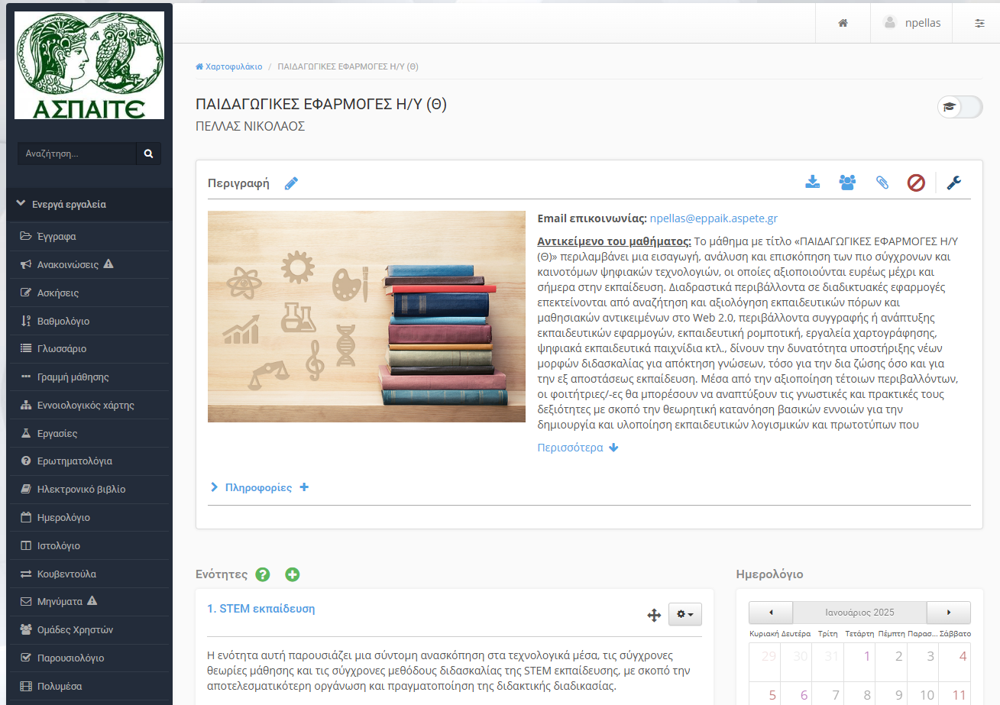 ΑΘΕ
ΑΣΠΑΙΤΕ
npellas
Χαρτοφυλάκιο / ΠΑΙΔΑΓΩΓΙΚΕΣ ΕΦΑΡΜΟΓΕΣ Η/Υ (Θ)
ΠΑΙΔΑΓΩΓΙΚΕΣ ΕΦΑΡΜΟΓΕΣ Η/Υ (Θ)
ΠΕΛΛΑΣ ΝΙΚΟΛΑΟΣ
Αναζήτηση...
Ενεργά εργαλεία
Έγγραφα
Ανακοινώσεις
Ασκήσεις
Βαθμολόγιο
Γλωσσάριο
Γραμμή μάθησης
Εννοιολογικός χάρτης
Εργασίες
Ερωτηματολόγια
Ηλεκτρονικό βιβλίο
Ημερολόγιο
Ιστολόγιο
Κουβεντούλα
Μηνύματα
Ομάδες Χρηστών
Παρουσιολόγιο
Πολυμέσα
Περιγραφή
Email επικοινωνίας: npellas@eppaik.aspete.gr
Αντικείμενο του μαθήματος: Το μάθημα με τίτλο «ΠΑΙΔΑΓΩΓΙΚΕΣ ΕΦΑΡΜΟΓΕΣ Η/Υ
(Θ)» περιλαμβάνει μια εισαγωγή, ανάλυση και επισκόπηση των πιο σύγχρονων και
καινοτόμων ψηφιακών τεχνολογιών, οι οποίες αξιοποιούνται ευρέως μέχρι και
σήμερα στην εκπαίδευση. Διαδραστικά περιβάλλοντα σε διαδικτυακές εφαρμογές
επεκτείνονται από αναζήτηση και αξιολόγηση εκπαιδευτικών πόρων και
μαθησιακών αντικειμένων στο Web 2.0, περιβάλλοντα συγγραφής ή ανάπτυξης
εκπαιδευτικών εφαρμογών, εκπαιδευτική ρομποτική, εργαλεία χαρτογράφησης,
ψηφιακά εκπαιδευτικά παιχνίδια κτλ., δίνουν την δυνατότητα υποστήριξης νέων
μορφών διδασκαλίας για απόκτηση γνώσεων, τόσο για την δια ζώσης όσο και για
την εξ αποστάσεως εκπαίδευση. Μέσα από την αξιοποίηση τέτοιων περιβαλλόντων,
οι φοιτήτριες/-ες θα μπορέσουν να αναπτύξουν τις γνωστικές και πρακτικές τους
δεξιότητες με σκοπό την θεωρητική κατανόηση βασικών εννοιών για την
δημιουργία και υλοποίηση εκπαιδευτικών λογισμικών και πρωτοτύπων που
Περισσότερα
Πληροφορίες
Ενότητες
1. STEM εκπαίδευση
Η ενότητα αυτή παρουσιάζει μια σύντομη ανασκόπηση στα τεχνολογικά μέσα, τις σύγχρονες
θεωρίες μάθησης και τις σύγχρονες μεθόδους διδασκαλίας της STEM εκπαίδευσης, με σκοπό την
αποτελεσματικότερη οργάνωση και πραγματοποίηση της διδακτικής διαδικασίας.
Ημερολόγιο
Ιανουάριος 2025
Κυριακή Δευτέρα Τρίτη Τετάρτη Πέμπτη Παρασ... Σάββατο
29 30 31 1 2 3 4
5 6 7 8 9 10 11